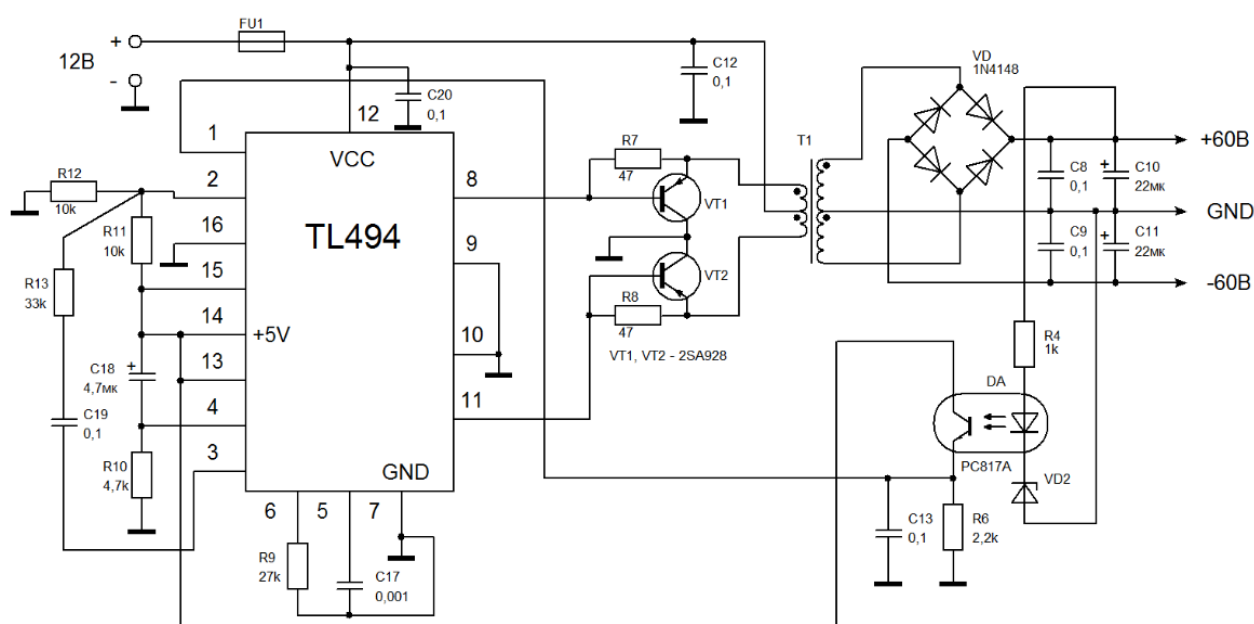 FU1
+
12В
-
C20
0,1
12
C12
0,1
VD
1N4148
1
VCC
R12
10k
2
8
R7
47
T1
+60В
C8
0,1
+
C10
22мк
VT1
R11
10k
16
TL494
9
GND
C9
0,1
+
C11
22мк
15
VT2
R13
33k
R8
47
-60В
14
+5V
10
C18
+
4,7мк
13
VT1, VT2 - 2SA928
R4
1k
DA
C19
0,1
4
11
R10
4,7k
3
GND
PC817A
VD2
6
5
7
C13
0,1
R6
2,2k
R9
27k
C17
0,001